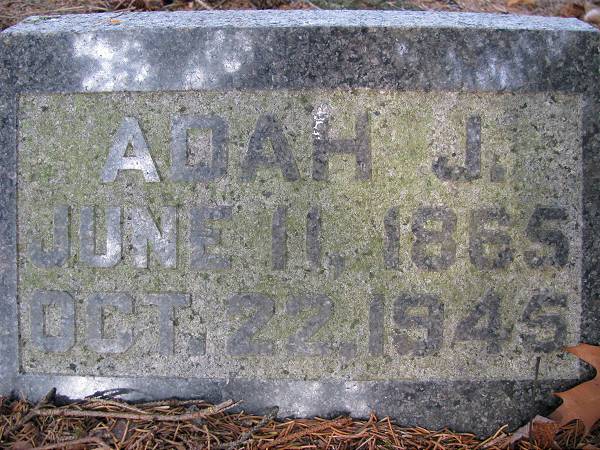 ADAH J.
JUNE 11, 1865
OCT. 22, 1945